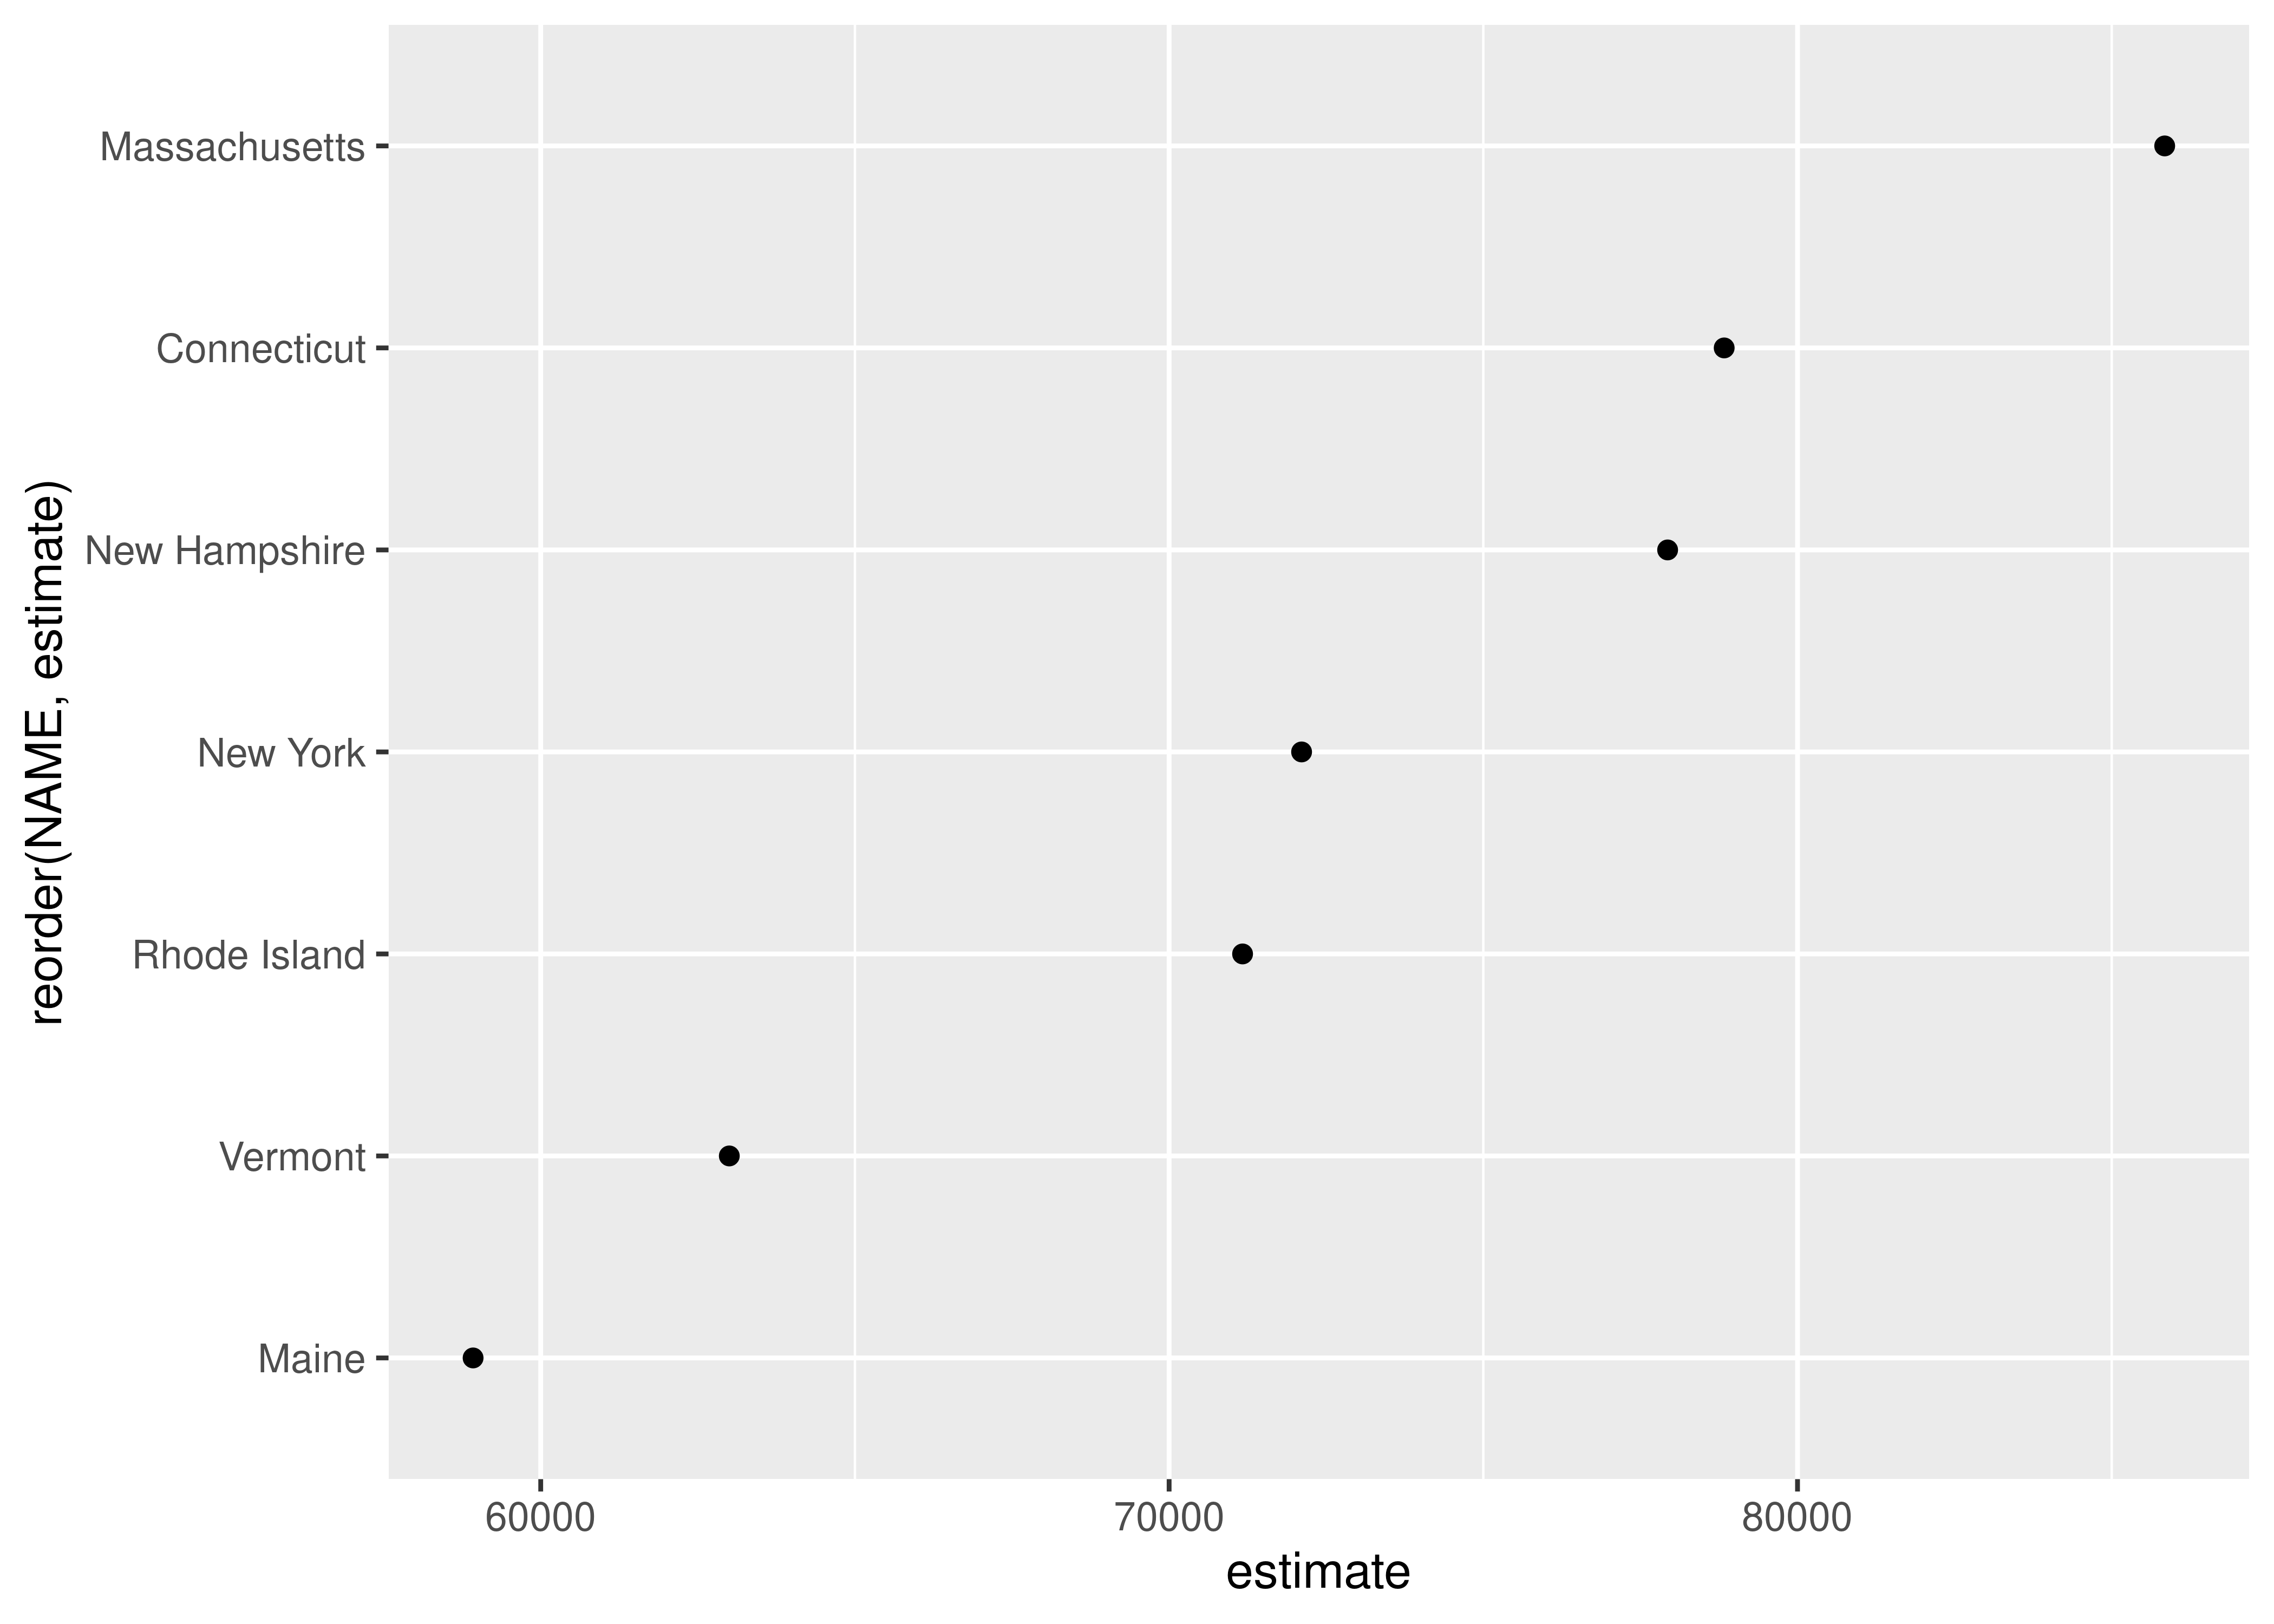 Massachusetts
Connecticut
New Hampshire
New York
Rhode Island
Vermont
Maine
reorder(NAME, estimate)
60000 70000 80000
estimate